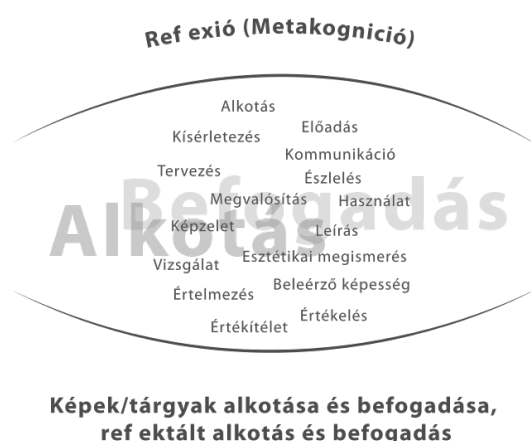 Ref exió (Metakognició)
Alkotás
Előadás
Kísérletezés
Kommunikáció
Tervezés
Észlelés
Befogadás
Megvalósítás
Használat
Alkotás
Képzelet
Leírás
Esztétikai megismerés
Vizsgálat
Beleérző képesség
Értelmezés
Értékelés
Értékítélet
Képek/tárgyak alkotása és befogadása,
ref ektált alkotás és befogadás